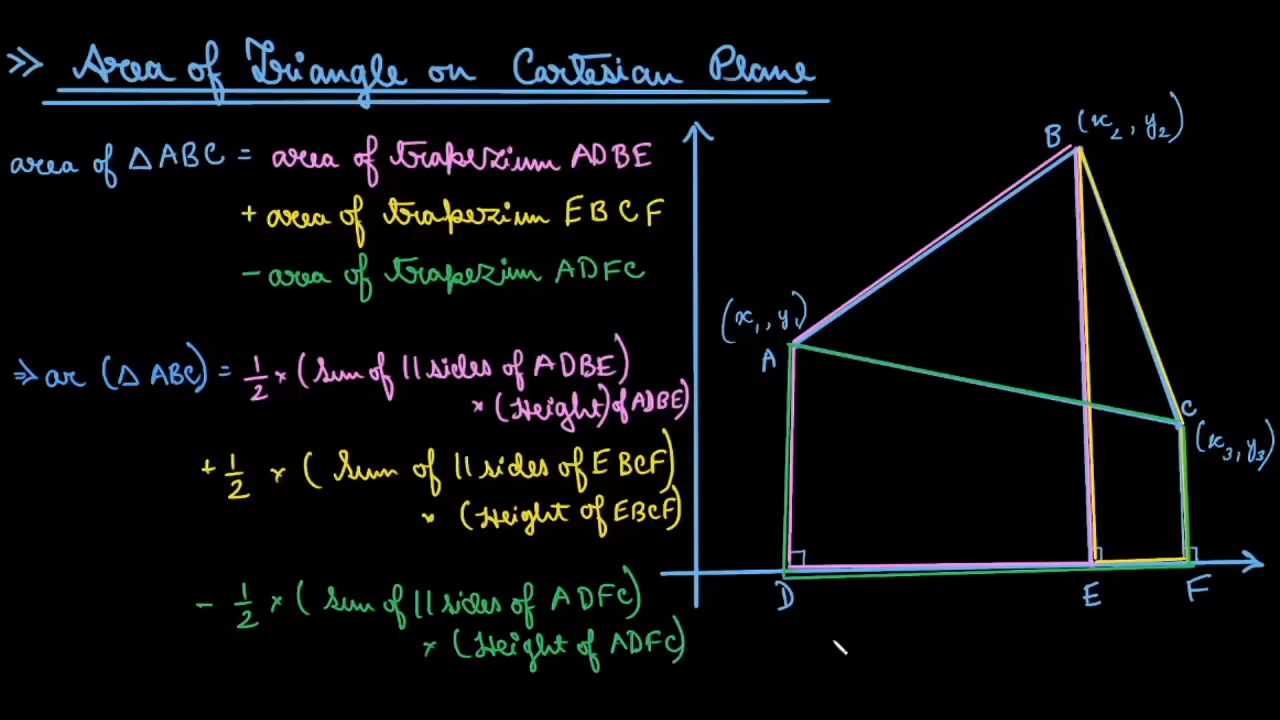 >> Area of Triangle on Cartesian Plane
area of △ ABC = area of trapezium ADBE
+ area of trapezium EBCF
- area of trapezium ADFC
⇒ ar (△ ABC) = 1/2 × (Sum of || sides of ADBE)
× (Height) of ADBE)
+ 1/2 × ( Sum of || sides of EBCF)
× (Height of EBCF)
- 1/2 × ( Sum of || sides of ADFC)
× (Height of ADFC)
B (x₂, y₂)
(x₁, y₁)
A
C
(x₃, y₃)
D E F